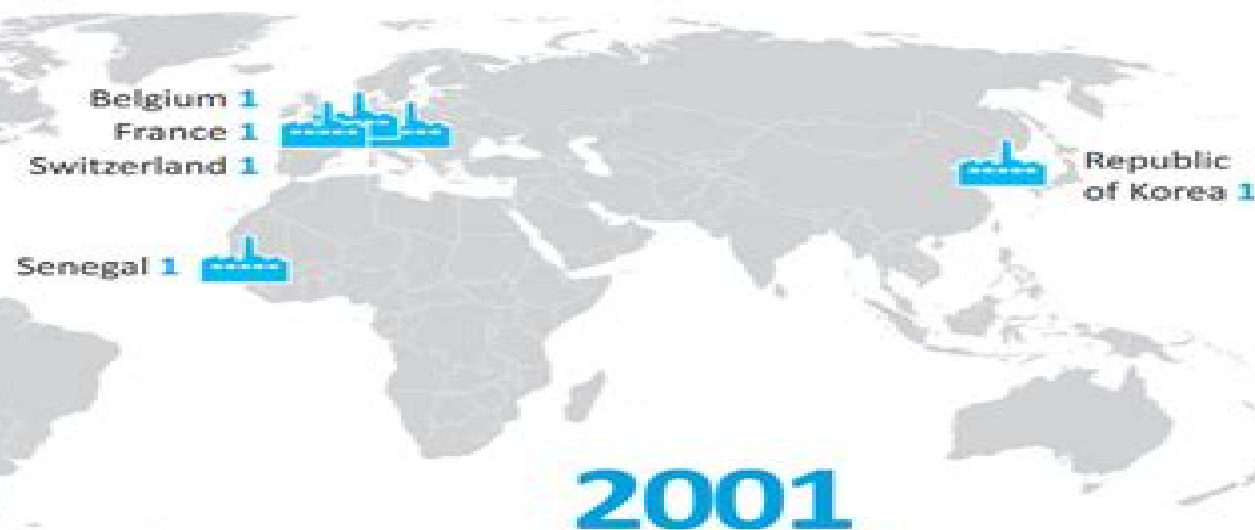 Belgium 1
France 1
Switzerland 1
Republic
of Korea 1
Senegal 1
2001